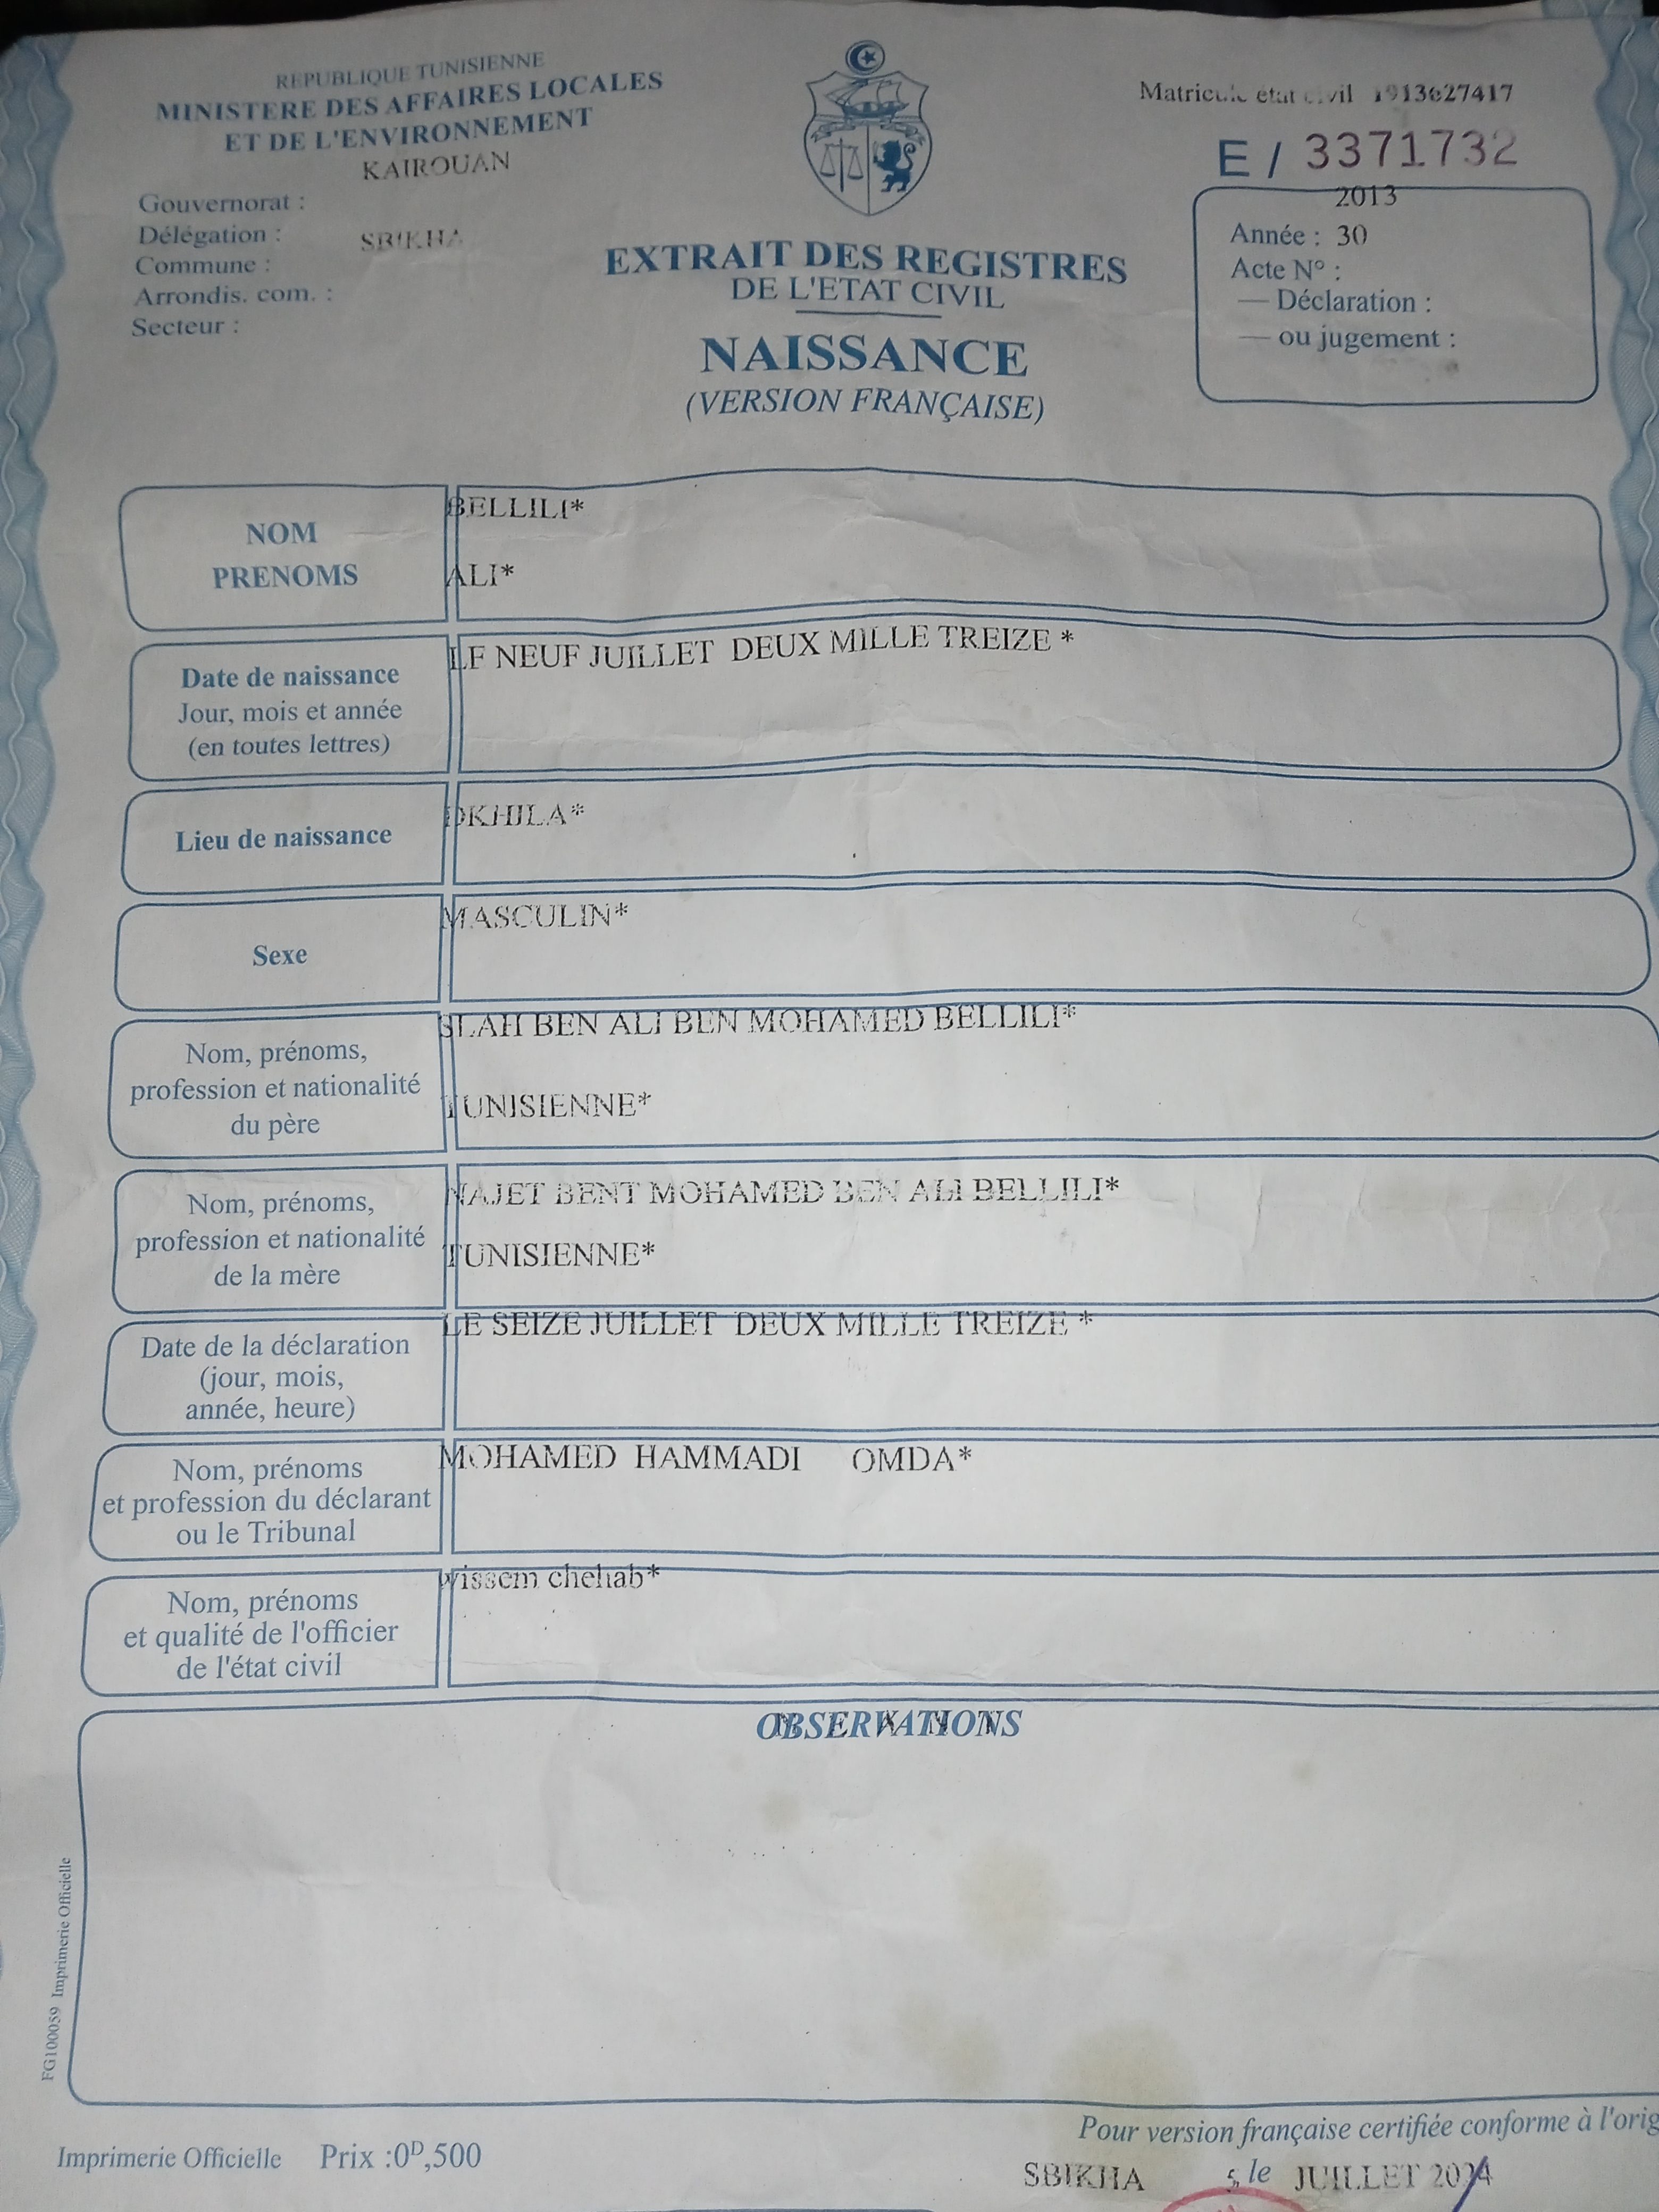 REPUBLIQUE TUNISIENNE
MINISTERE DES AFFAIRES LOCALES
ET DE L'ENVIRONNEMENT
KAIROUAN
Gouvernorat :
Délégation : SBIKHA
Commune :
Arrondis. com. :
Secteur :
EXTRAIT DES REGISTRES
DE L'ETAT CIVIL
NAISSANCE
(VERSION FRANÇAISE)
Matricule état civil
E / 3371732
2013
Année : 30
Acte N° :
— Déclaration :
— ou jugement :
NOM
PRENOMS
BELLILI*
ALI*
Date de naissance
Jour, mois et année
(en toutes lettres)
LE NEUF JUILLET DEUX MILLE TREIZE *
Lieu de naissance
DKHILA*
Sexe
MASCULIN*
Nom, prénoms,
profession et nationalité
du père
SLAH BEN ALI BEN MOHAMED BELLILI*
TUNISIENNE*
Nom, prénoms,
profession et nationalité
de la mère
NAJET BENT MOHAMED BEN ALI BELLILI*
TUNISIENNE*
Date de la déclaration
(jour, mois,
année, heure)
LE SEIZE JUILLET DEUX MILLE TREIZE *
Nom, prénoms
et profession du déclarant
ou le Tribunal
MOHAMED HAMMADI OMDA*
Nom, prénoms
et qualité de l'officier
de l'état civil
wissem chehab*
OBSERVATIONS
FG100059 Imprimerie Officielle
Imprimerie Officielle Prix :0ᴰ,500
Pour version française certifiée conforme à l'orig
SBIKHA 5 le JUILLET 2024